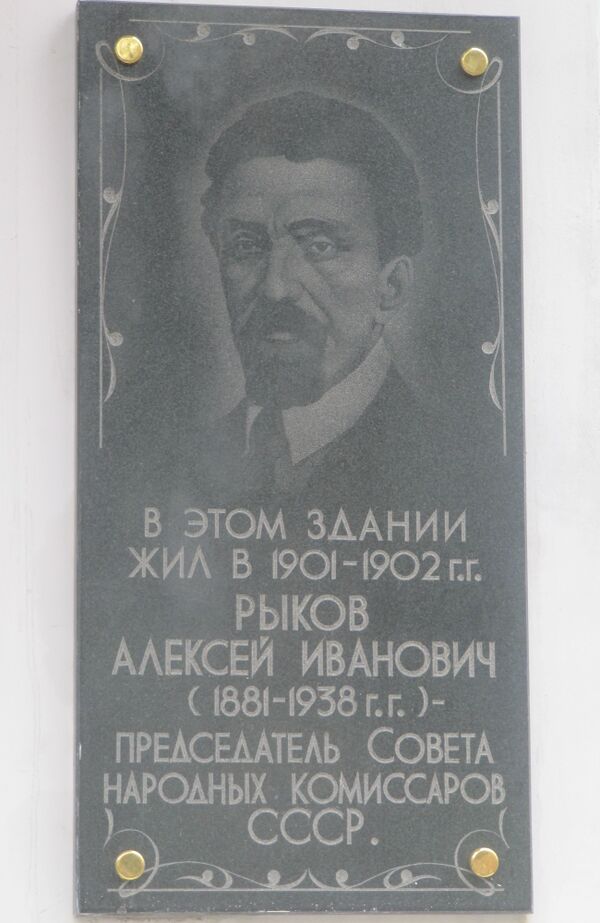 В ЭТОМ ЗДАНИИ
ЖИЛ В 1901-1902 г.г.
РЫКОВ
АЛЕКСЕЙ ИВАНОВИЧ
(1881-1938 г.г.)-
ПРЕДСЕДАТЕЛЬ СОВЕТА
НАРОДНЫХ КОМИССАРОВ
СССР.